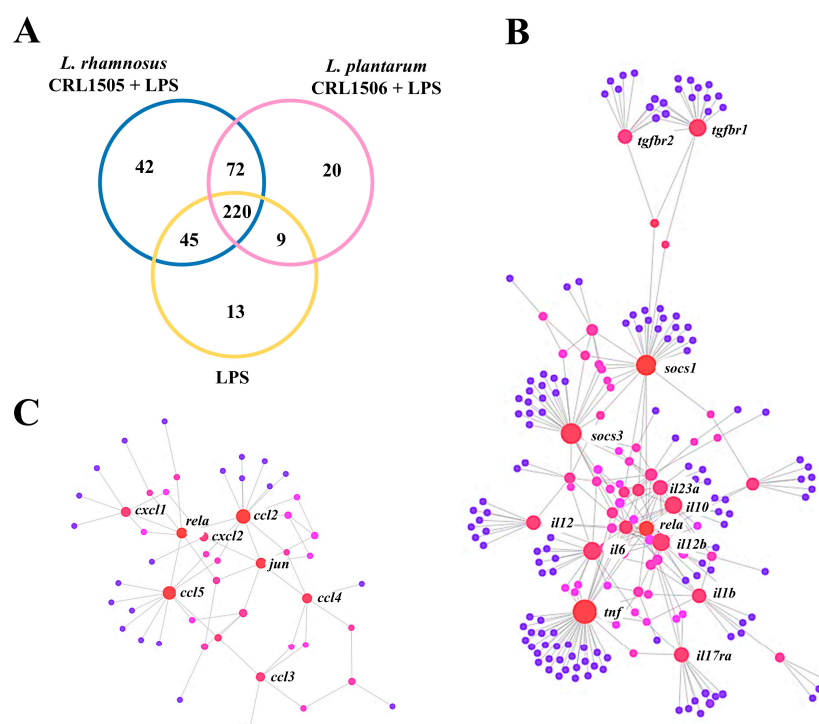 A
L. rhamnosus
CRL1505 + LPS
L. plantarum
CRL1506 + LPS
42
72
20
220
45
9
13
LPS
B
tgfbr2
tgfbr1
socs1
socs3
il23a
il10
il12
rela
il12b
il6
il1b
tnf
il17ra
C
cxcl1
ccl2
rela
cxcl2
jun
ccl5
ccl4
ccl3